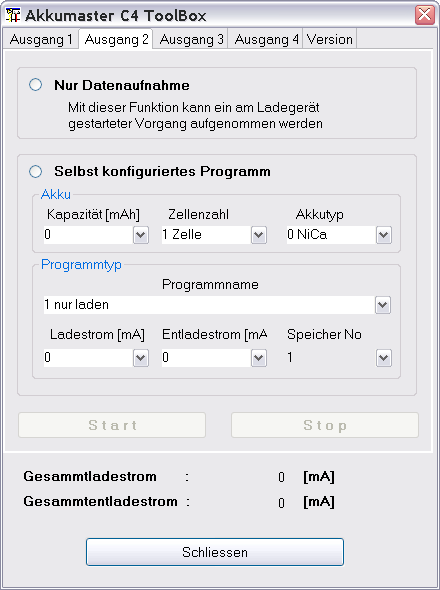 Akkumaster C4 ToolBox
Ausgang 1 Ausgang 2 Ausgang 3 Ausgang 4 Version
Nur Datenaufnahme
Mit dieser Funktion kann ein am Ladegerät
gestarteter Vorgang aufgenommen werden
Selbst konfiguriertes Programm
Akku
Kapazität [mAh] Zellenzahl Akkutyp
0 1 Zelle 0 NiCa
Programmtyp
Programmname
1 nur laden
Ladestrom [mA] Entladestrom [mA Speicher No
0 0 1
Start Stop
Gesammtladestrom : 0 [mA]
Gesammtentladestrom : 0 [mA]
Schliessen